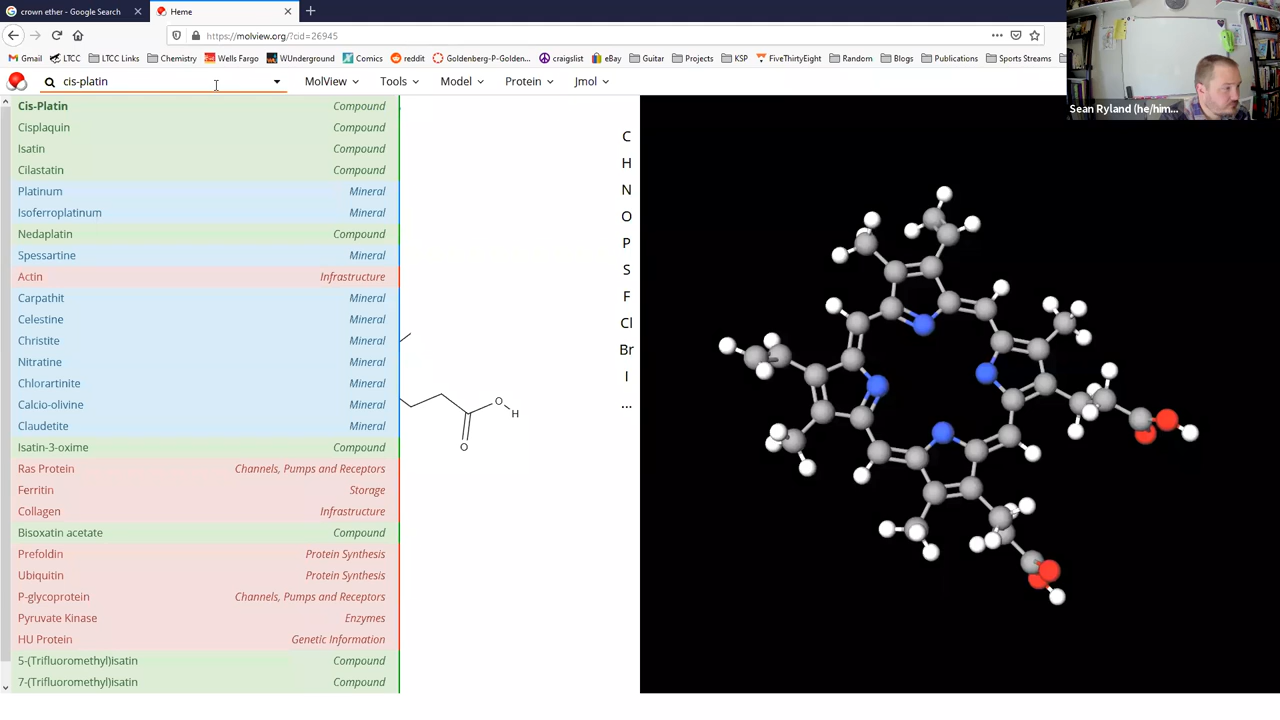 crown ether - Google Search
Heme
https://molview.org/?cid=26945
Gmail LTCC LTCC Links Chemistry Wells Fargo WUnderground Comics reddit Goldenberg-P-Golden... craigslist eBay Guitar Projects KSP FiveThirtyEight Random Blogs Publications Sports Streams
cis-platin MolView Tools Model Protein Jmol
Sean Ryland (he/him...
Cis-Platin Compound
Cisplaquin Compound
Isatin Compound
Cilastatin Compound
Platinum Mineral
Isoferroplatinum Mineral
Nedaplatin Compound
Spessartine Mineral
Actin Infrastructure
Carpathit Mineral
Celestine Mineral
Christite Mineral
Nitratine Mineral
Chlorartinite Mineral
Calcio-olivine Mineral
Claudetite Mineral
Isatin-3-oxime Compound
Ras Protein Channels, Pumps and Receptors
Ferritin Storage
Collagen Infrastructure
Bisoxatin acetate Compound
Prefoldin Protein Synthesis
Ubiquitin Protein Synthesis
P-glycoprotein Channels, Pumps and Receptors
Pyruvate Kinase Enzymes
HU Protein Genetic Information
5-(Trifluoromethyl)isatin Compound
7-(Trifluoromethyl)isatin Compound
C
H
N
O
P
S
F
Cl
Br
I
...
O
H
O